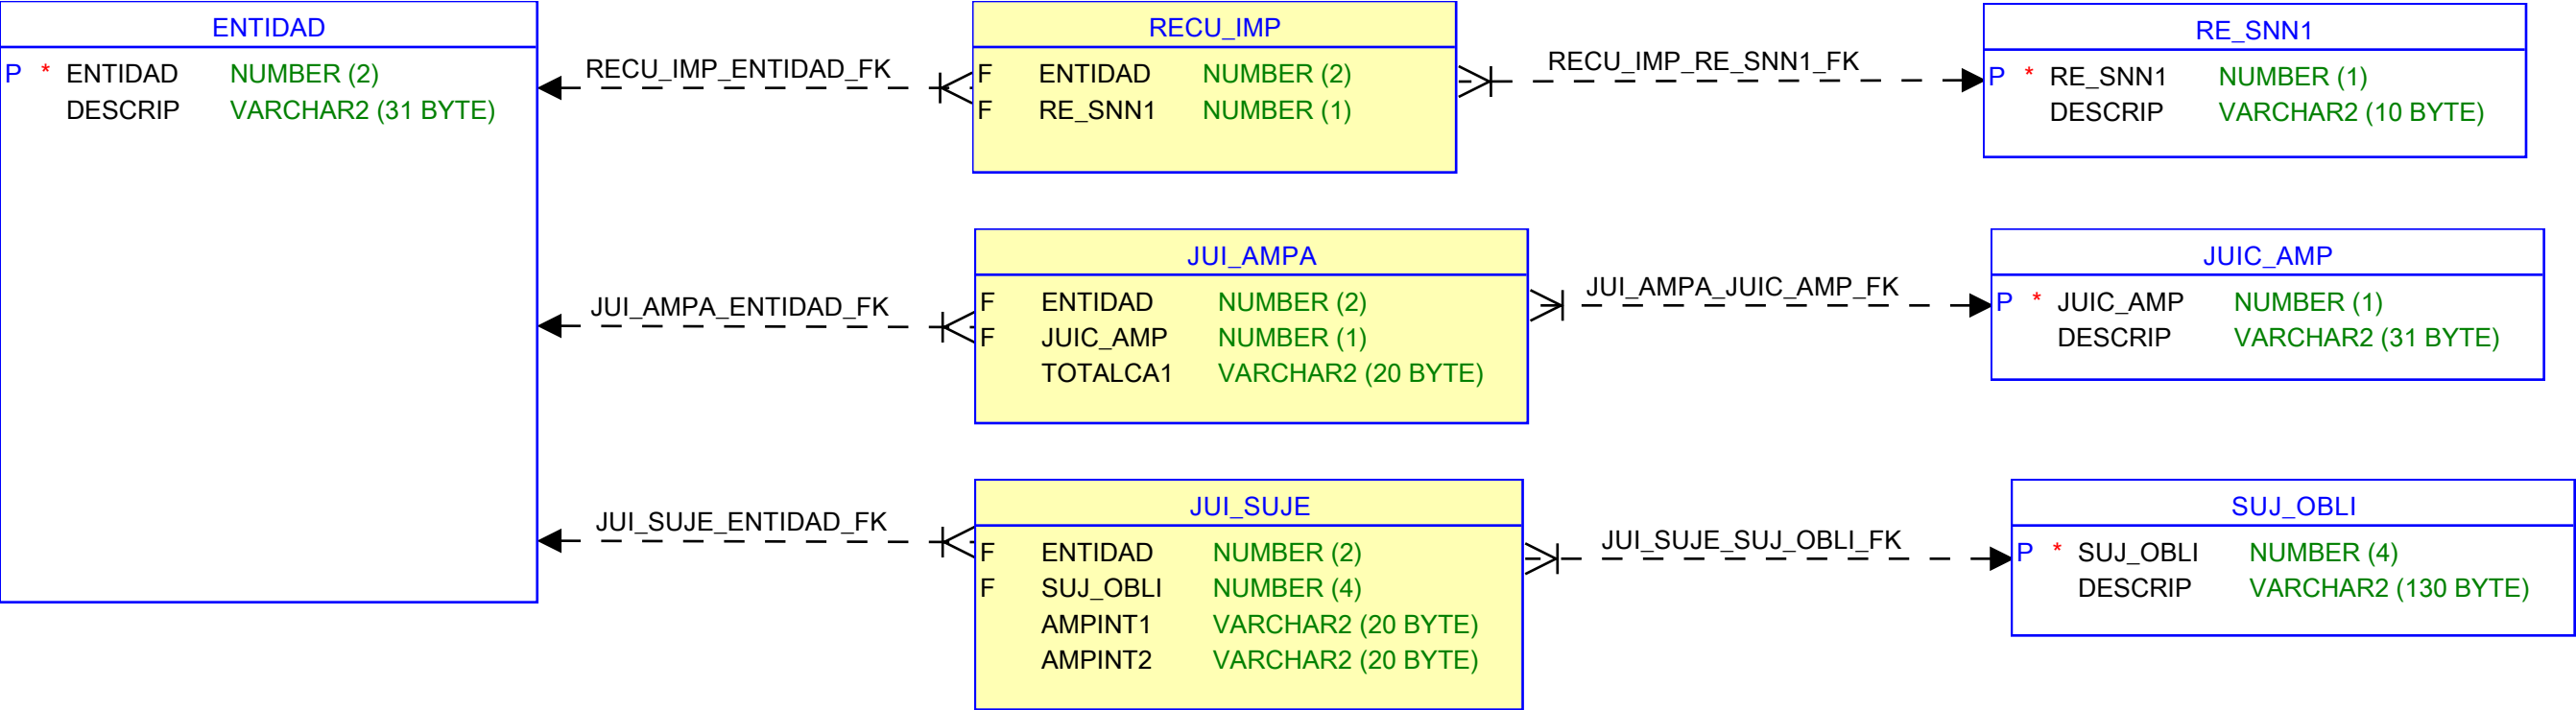 ENTIDAD
P * ENTIDAD NUMBER (2)
DESCRIP VARCHAR2 (31 BYTE)
RECU_IMP_ENTIDAD_FK
RECU_IMP
F ENTIDAD NUMBER (2)
F RE_SNN1 NUMBER (1)
RECU_IMP_RE_SNN1_FK
RE_SNN1
P * RE_SNN1 NUMBER (1)
DESCRIP VARCHAR2 (10 BYTE)
JUI_AMPA_ENTIDAD_FK
JUI_AMPA
F ENTIDAD NUMBER (2)
F JUIC_AMP NUMBER (1)
TOTALCA1 VARCHAR2 (20 BYTE)
JUI_AMPA_JUIC_AMP_FK
JUIC_AMP
P * JUIC_AMP NUMBER (1)
DESCRIP VARCHAR2 (31 BYTE)
JUI_SUJE_ENTIDAD_FK
JUI_SUJE
F ENTIDAD NUMBER (2)
F SUJ_OBLI NUMBER (4)
AMPINT1 VARCHAR2 (20 BYTE)
AMPINT2 VARCHAR2 (20 BYTE)
JUI_SUJE_SUJ_OBLI_FK
SUJ_OBLI
P * SUJ_OBLI NUMBER (4)
DESCRIP VARCHAR2 (130 BYTE)